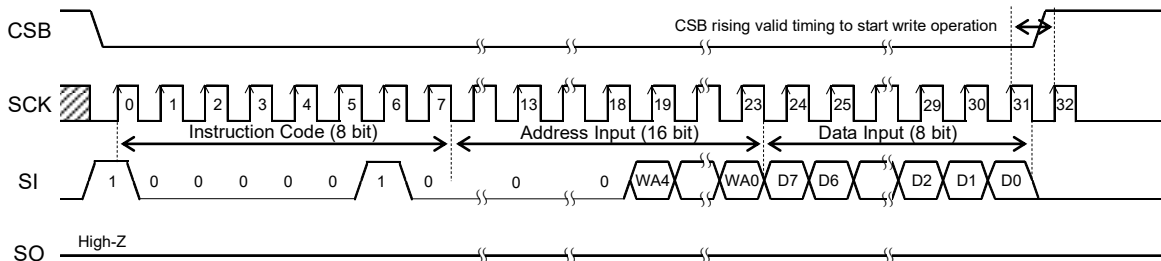 CSB
CSB rising valid timing to start write operation
SCK
0 1 2 3 4 5 6 7 13 18 19 23 24 25 29 30 31 32
Instruction Code (8 bit) Address Input (16 bit) Data Input (8 bit)
SI
1 0 0 0 0 0 1 0 0 0 WA4 WA0 D7 D6 D2 D1 D0
High-Z
SO